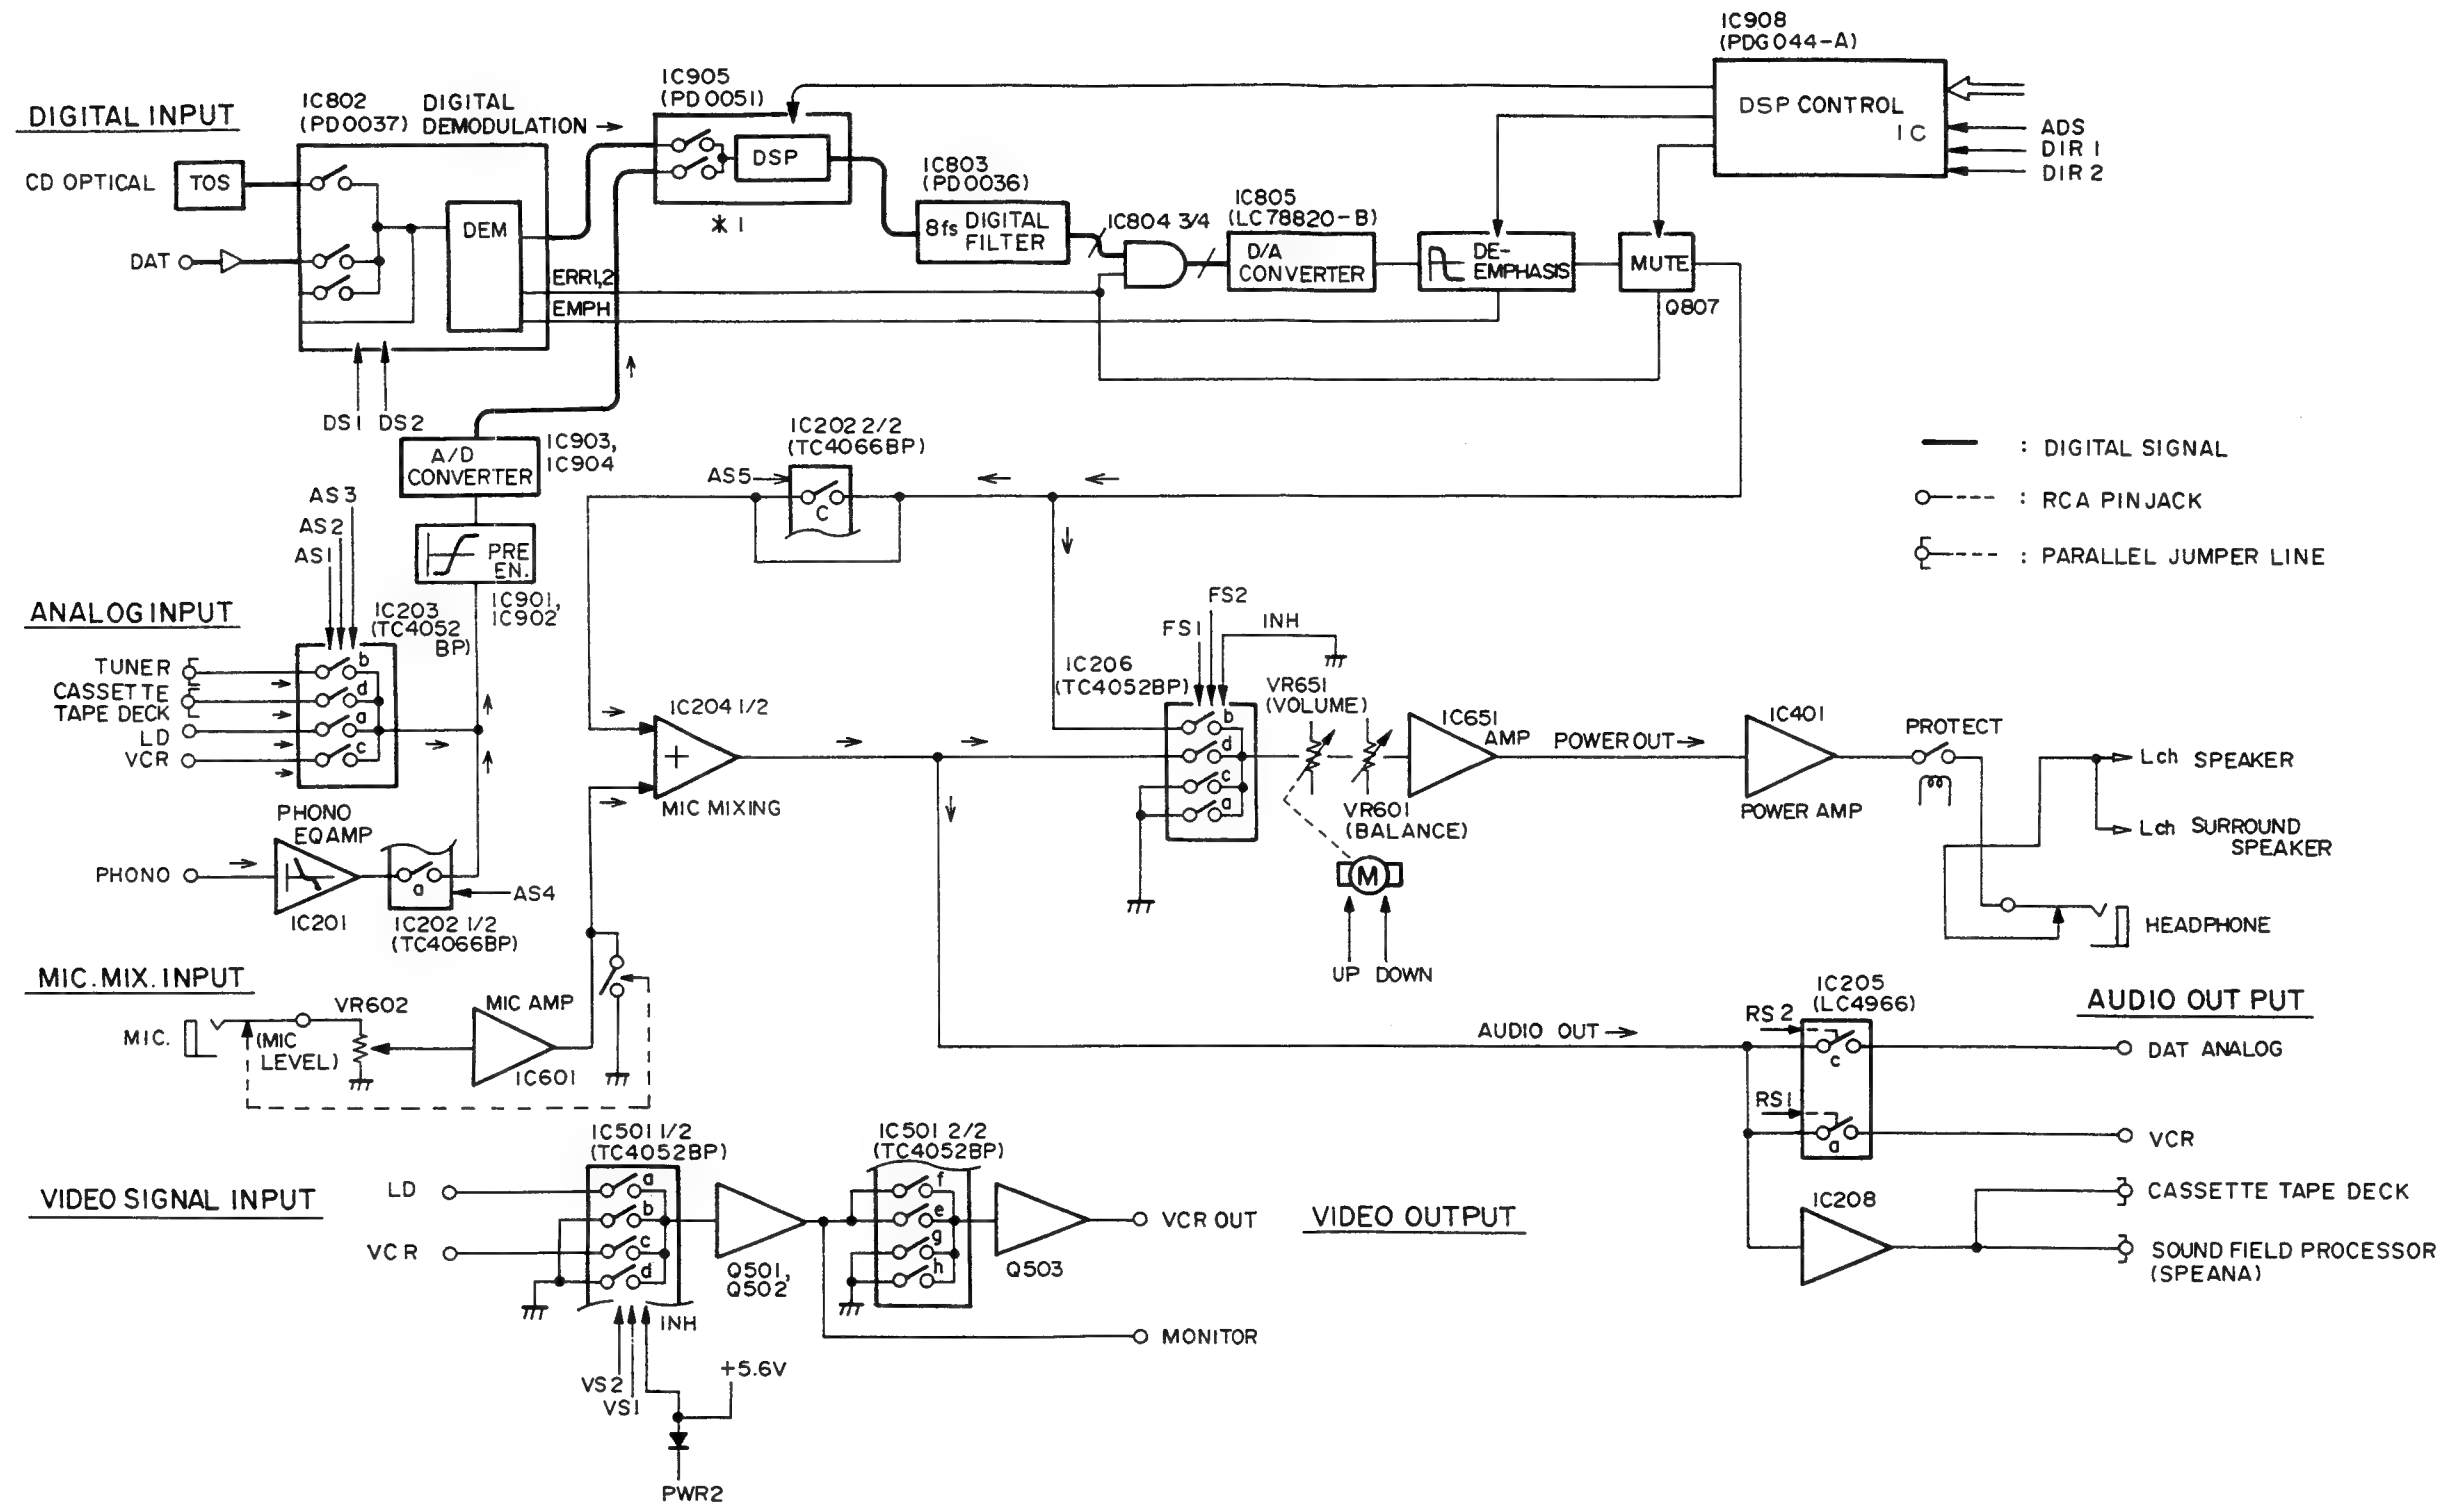 IC908
(PDG044-A)
DSP CONTROL
IC
ADS
DIR 1
DIR 2
DIGITAL INPUT
IC802
(PD0037)
DIGITAL
DEMODULATION →
IC905
(PD0051)
DSP
* 1
CD OPTICAL
TOS
DAT
DEM
ERR1,2
EMPH
DS1 DS2
IC803
(PD0036)
8fs DIGITAL
FILTER
IC804 3/4
IC805
(LC78820-B)
D/A
CONVERTER
DE-
EMPHASIS
MUTE
Q807
A/D
CONVERTER
IC903,
IC904
PRE
EN.
IC901,
IC902
IC202 2/2
(TC4066BP)
AS5
C
: DIGITAL SIGNAL
: RCA PINJACK
: PARALLEL JUMPER LINE
AS3
AS2
AS1
ANALOG INPUT
IC203
(TC4052
BP)
TUNER
b
CASSETTE
TAPE DECK
d
LD
a
VCR
c
PHONO
EQAMP
PHONO
IC201
a
AS4
IC202 1/2
(TC4066BP)
IC204 1/2
+
MIC MIXING
FS2
FS1
INH
IC206
(TC4052BP)
b
d
c
a
VR651
(VOLUME)
VR601
(BALANCE)
M
UP DOWN
IC651
AMP
POWER OUT →
IC401
POWER AMP
PROTECT
Lch SPEAKER
Lch SURROUND
SPEAKER
HEADPHONE
MIC. MIX. INPUT
MIC.
VR602
(MIC
LEVEL)
MIC AMP
IC601
AUDIO OUT →
IC205
(LC4966)
RS2
c
RS1
a
AUDIO OUT PUT
DAT ANALOG
VCR
IC208
CASSETTE TAPE DECK
SOUND FIELD PROCESSOR
(SPEANA)
VIDEO SIGNAL INPUT
LD
VCR
IC501 1/2
(TC4052BP)
a
b
c
d
INH
VS2
VS1
+5.6V
PWR2
Q501,
Q502
IC501 2/2
(TC4052BP)
f
e
g
h
Q503
VCR OUT
MONITOR
VIDEO OUTPUT